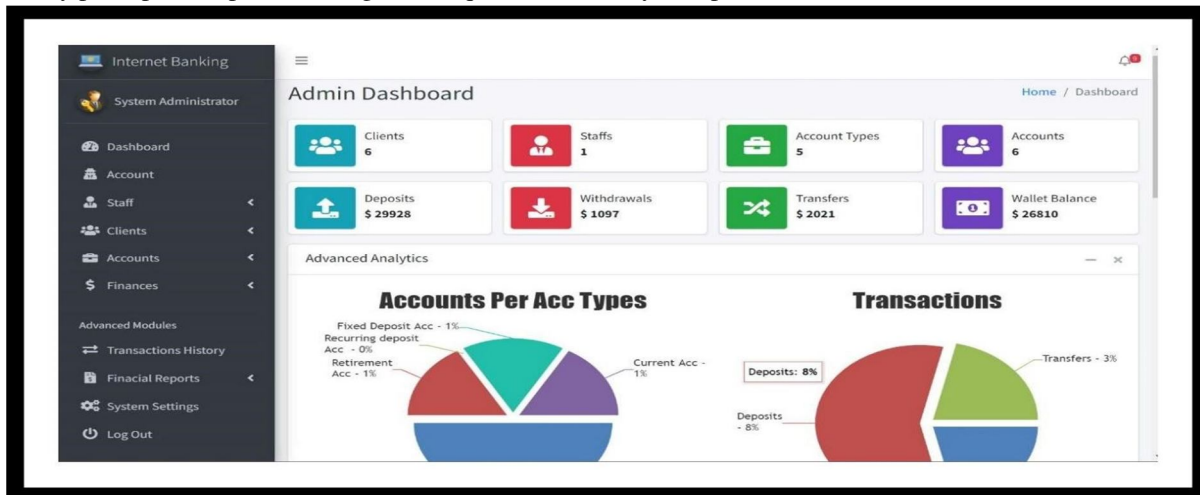 Internet Banking
System Administrator
Dashboard
Account
Staff
Clients
Accounts
Finances
Advanced Modules
Transactions History
Finacial Reports
System Settings
Log Out
Admin Dashboard
Home / Dashboard
Clients
6
Staffs
1
Account Types
5
Accounts
6
Deposits
$ 29928
Withdrawals
$ 1097
Transfers
$ 2021
Wallet Balance
$ 26810
Advanced Analytics
Accounts Per Acc Types
Fixed Deposit Acc - 1%
Recurring deposit
Acc - 0%
Retirement
Acc - 1%
Current Acc -
1%
Transactions
Deposits: 8%
Transfers - 3%
Deposits
- 8%